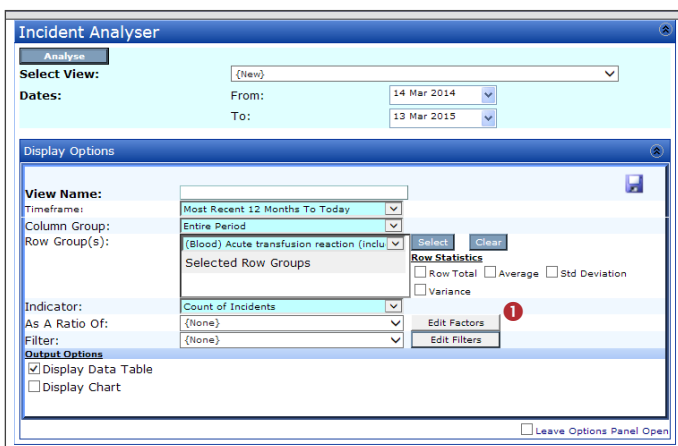 Incident Analyser
Analyse
Select View: {New}
Dates: From: 14 Mar 2014
To: 13 Mar 2015
Display Options
View Name:
Timeframe: Most Recent 12 Months To Today
Column Group: Entire Period
Row Group(s): (Blood) Acute transfusion reaction (inclu Select Clear
Selected Row Groups Row Statistics
Row Total Average Std Deviation
Variance
Indicator: Count of Incidents 1
As A Ratio Of: {None} Edit Factors
Filter: {None} Edit Filters
Output Options
Display Data Table
Display Chart
Leave Options Panel Open